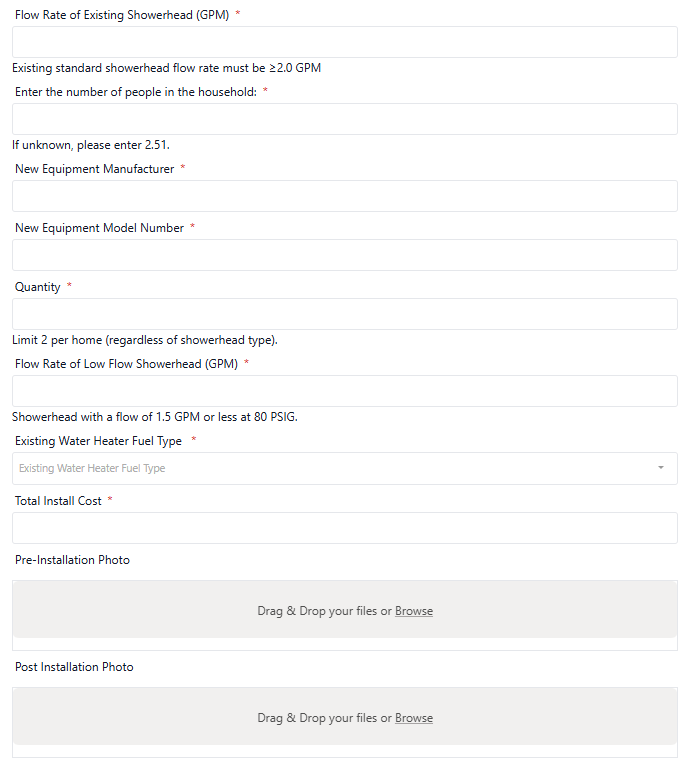 Flow Rate of Existing Showerhead (GPM) *
Existing standard showerhead flow rate must be ≥2.0 GPM
Enter the number of people in the household: *
If unknown, please enter 2.51.
New Equipment Manufacturer *
New Equipment Model Number *
Quantity *
Limit 2 per home (regardless of showerhead type).
Flow Rate of Low Flow Showerhead (GPM) *
Showerhead with a flow of 1.5 GPM or less at 80 PSIG.
Existing Water Heater Fuel Type *
Existing Water Heater Fuel Type
Total Install Cost *
Pre-Installation Photo
Drag & Drop your files or Browse
Post Installation Photo
Drag & Drop your files or Browse